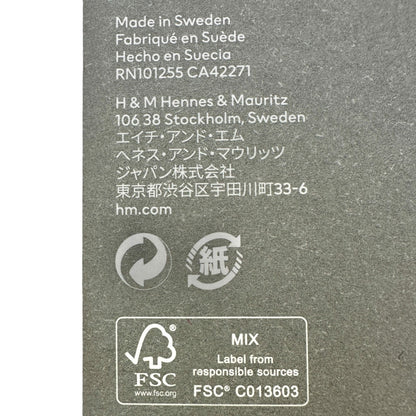 Made in Sweden
Fabriqué en Suède
Hecho en Suecia
RN101255 CA42271
H & M Hennes & Mauritz
106 38 Stockholm, Sweden
エイチ・アンド・エム
ヘネス・アンド・マウリッツ
ジャパン株式会社
東京都渋谷区宇田川町33-6
hm.com
紙
FSC
www.fsc.org
MIX
Label from
responsible sources
FSC® C013603